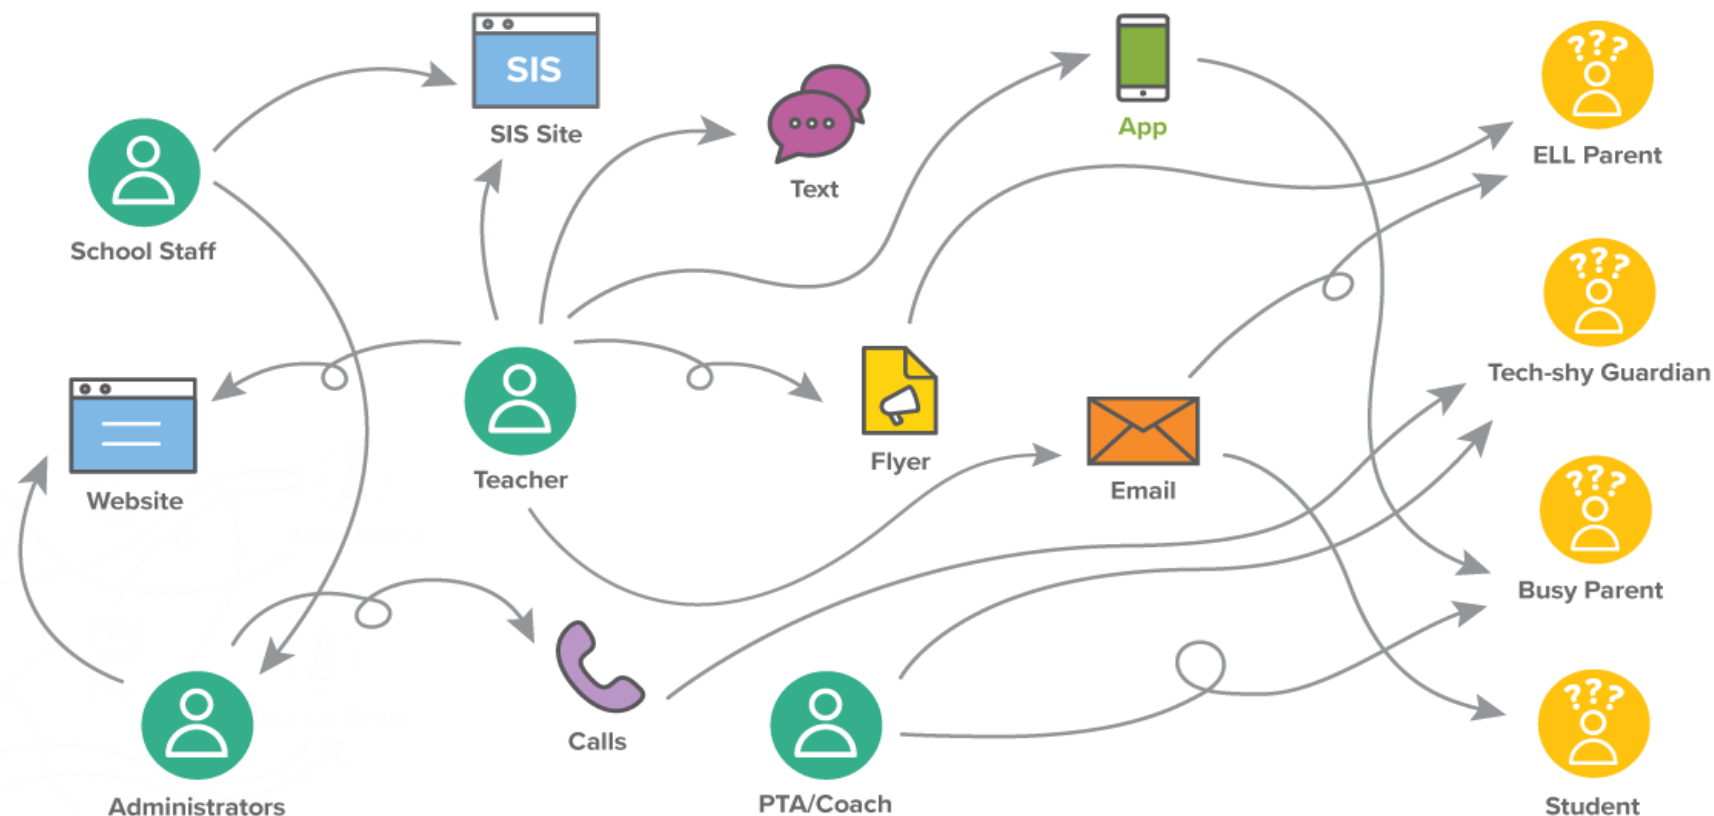 SIS
SIS Site
Text
App
???
ELL Parent
School Staff
???
Tech-shy Guardian
Website
Teacher
Flyer
Email
???
Busy Parent
Calls
Administrators
PTA/Coach
???
Student